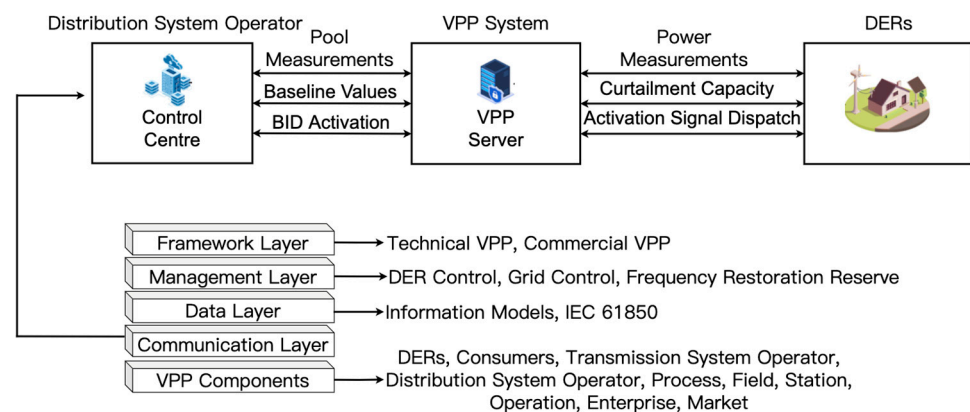 Distribution System Operator
VPP System
DERs
Pool
Measurements
Baseline Values
BID Activation
Power
Measurements
Curtailment Capacity
Activation Signal Dispatch
Control
Centre
VPP
Server
Framework Layer
Technical VPP, Commercial VPP
Management Layer
DER Control, Grid Control, Frequency Restoration Reserve
Data Layer
Information Models, IEC 61850
Communication Layer
VPP Components
DERs, Consumers, Transmission System Operator,
Distribution System Operator, Process, Field, Station,
Operation, Enterprise, Market